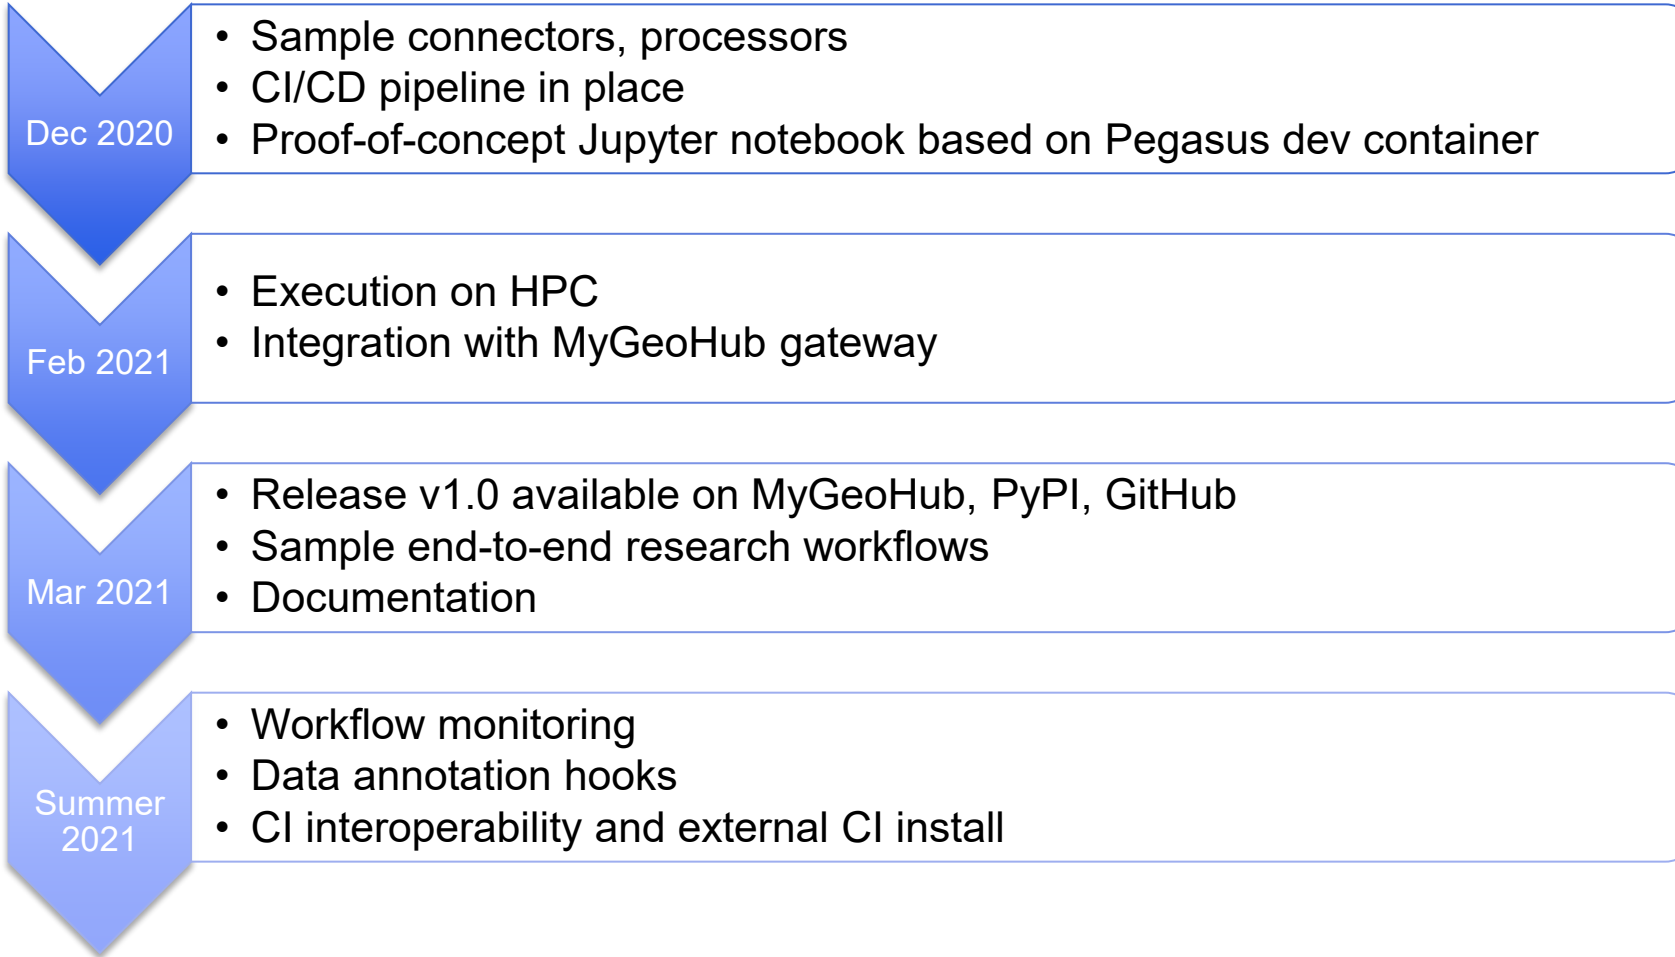 Dec 2020
• Sample connectors, processors
• CI/CD pipeline in place
• Proof-of-concept Jupyter notebook based on Pegasus dev container
Feb 2021
• Execution on HPC
• Integration with MyGeoHub gateway
Mar 2021
• Release v1.0 available on MyGeoHub, PyPI, GitHub
• Sample end-to-end research workflows
• Documentation
Summer
2021
• Workflow monitoring
• Data annotation hooks
• CI interoperability and external CI install